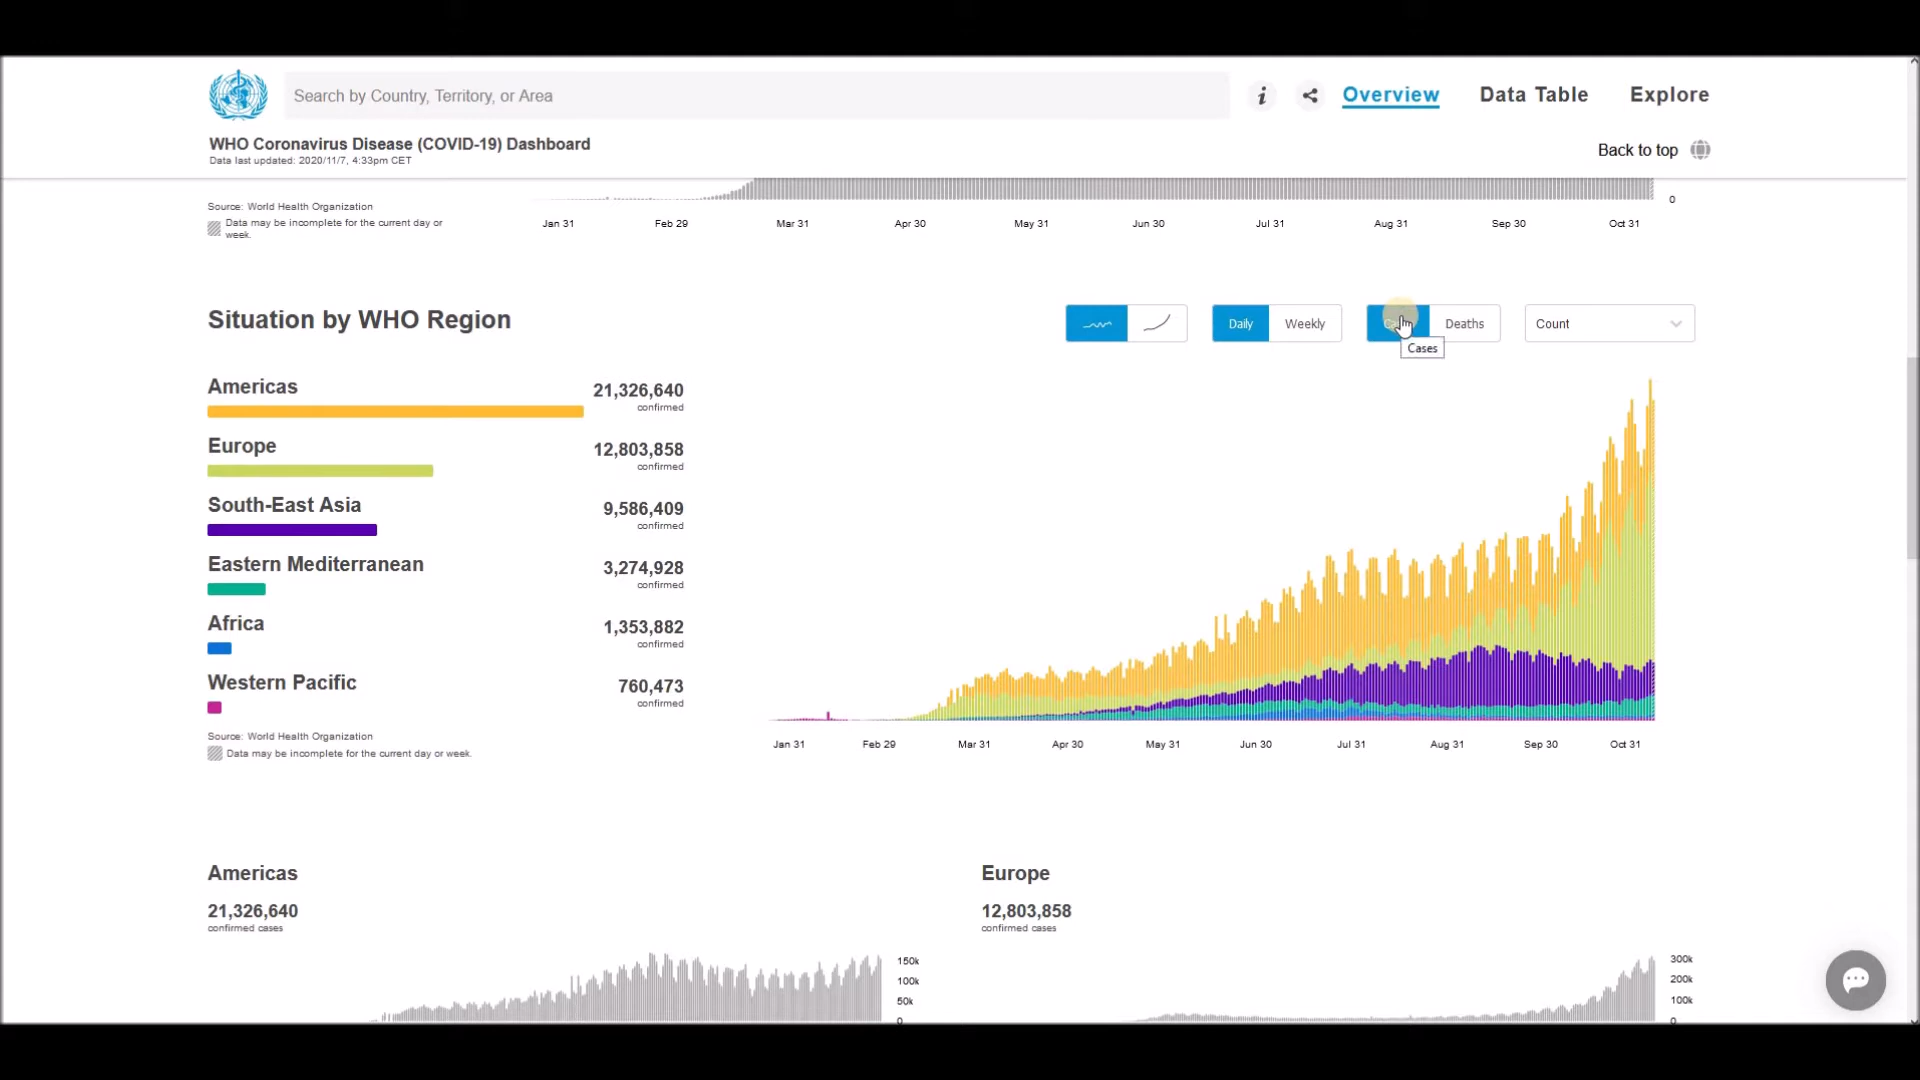 Search by Country, Territory, or Area
i
Overview
Data Table
Explore
WHO Coronavirus Disease (COVID-19) Dashboard
Data last updated: 2020/11/7, 4:33pm CET
Back to top
0
Source: World Health Organization
Data may be incomplete for the current day or
week.
Jan 31 Feb 29 Mar 31 Apr 30 May 31 Jun 30 Jul 31 Aug 31 Sep 30 Oct 31
Situation by WHO Region
Daily Weekly
Deaths
Count
Cases
Americas
21,326,640
confirmed
Europe
12,803,858
confirmed
South-East Asia
9,586,409
confirmed
Eastern Mediterranean
3,274,928
confirmed
Africa
1,353,882
confirmed
Western Pacific
760,473
confirmed
Source: World Health Organization
Data may be incomplete for the current day or week.
Jan 31 Feb 29 Mar 31 Apr 30 May 31 Jun 30 Jul 31 Aug 31 Sep 30 Oct 31
Americas
21,326,640
confirmed cases
150k
100k
50k
0
Europe
12,803,858
confirmed cases
300k
200k
100k
0